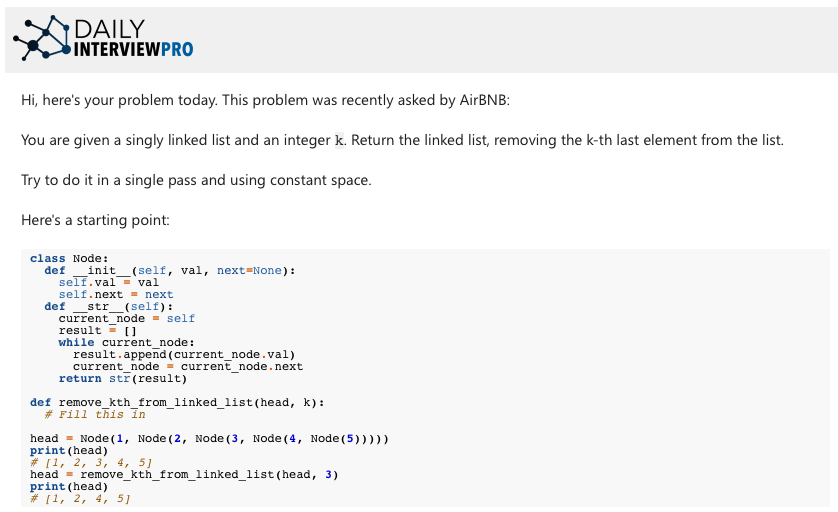 DAILY
INTERVIEWPRO
Hi, here's your problem today. This problem was recently asked by AirBNB:
You are given a singly linked list and an integer k. Return the linked list, removing the k-th last element from the list.
Try to do it in a single pass and using constant space.
Here's a starting point:
class Node:
  def __init__(self, val, next=None):
    self.val = val
    self.next = next
  def __str__(self):
    current_node = self
    result = []
    while current_node:
      result.append(current_node.val)
      current_node = current_node.next
    return str(result)
def remove_kth_from_linked_list(head, k):
  # Fill this in
head = Node(1, Node(2, Node(3, Node(4, Node(5)))))
print(head)
# [1, 2, 3, 4, 5]
head = remove_kth_from_linked_list(head, 3)
print(head)
# [1, 2, 4, 5]